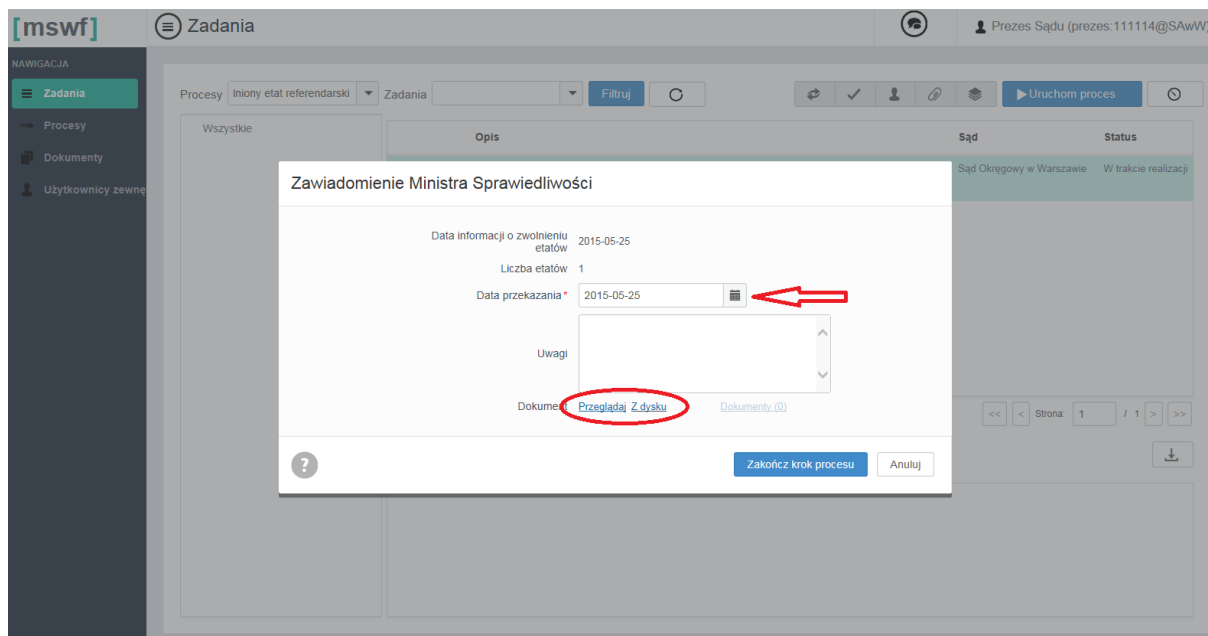 [mswf]
Zadania
Prezes Sądu (prezes:111114@SAwW)
NAWIGACJA
Zadania
Procesy
Dokumenty
Użytkownicy zewnę
Procesy lniony etat referendarski Zadania Filtruj Uruchom proces
Wszystkie
Opis Sąd Status
Sąd Okręgowy w Warszawie W trakcie realizacji
Zawiadomienie Ministra Sprawiedliwości
Data informacji o zwolnieniu
etatów 2015-05-25
Liczba etatów 1
Data przekazania * 2015-05-25
Uwagi
Dokument Przeglądaj Z dysku Dokumenty (0)
<< < Strona: 1 / 1 > >>
? Zakończ krok procesu Anuluj